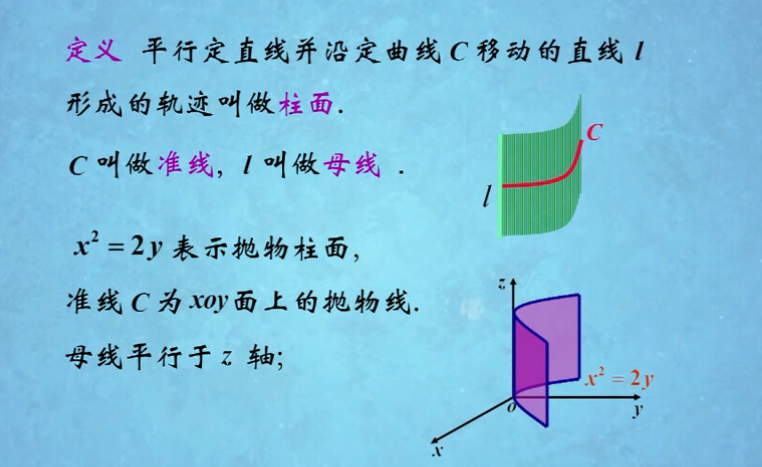 定义 平行定直线并沿定曲线 C 移动的直线 l
形成的轨迹叫做柱面.
C 叫做准线, l 叫做母线 .
C
l
x² = 2y 表示抛物柱面,
准线 C 为 xoy 面上的抛物线.
母线平行于 z 轴;
z
x² = 2y
o
y
x